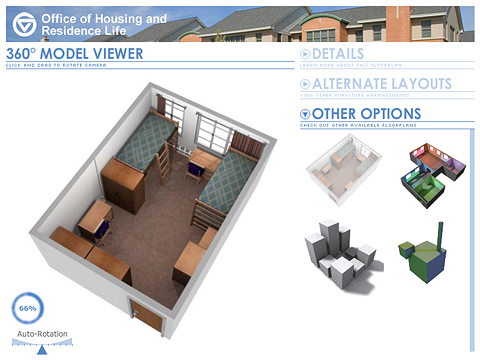 Office of Housing and
Residence Life
360° MODEL VIEWER
CLICK AND DRAG TO ROTATE CAMERA
DETAILS
LEARN MORE ABOUT THIS FLOORPLAN
ALTERNATE LAYOUTS
VIEW OTHER FURNITURE ARRANGEMENTS
OTHER OPTIONS
CHECK OUT OTHER AVAILABLE FLOORPLANS
66%
Auto-Rotation